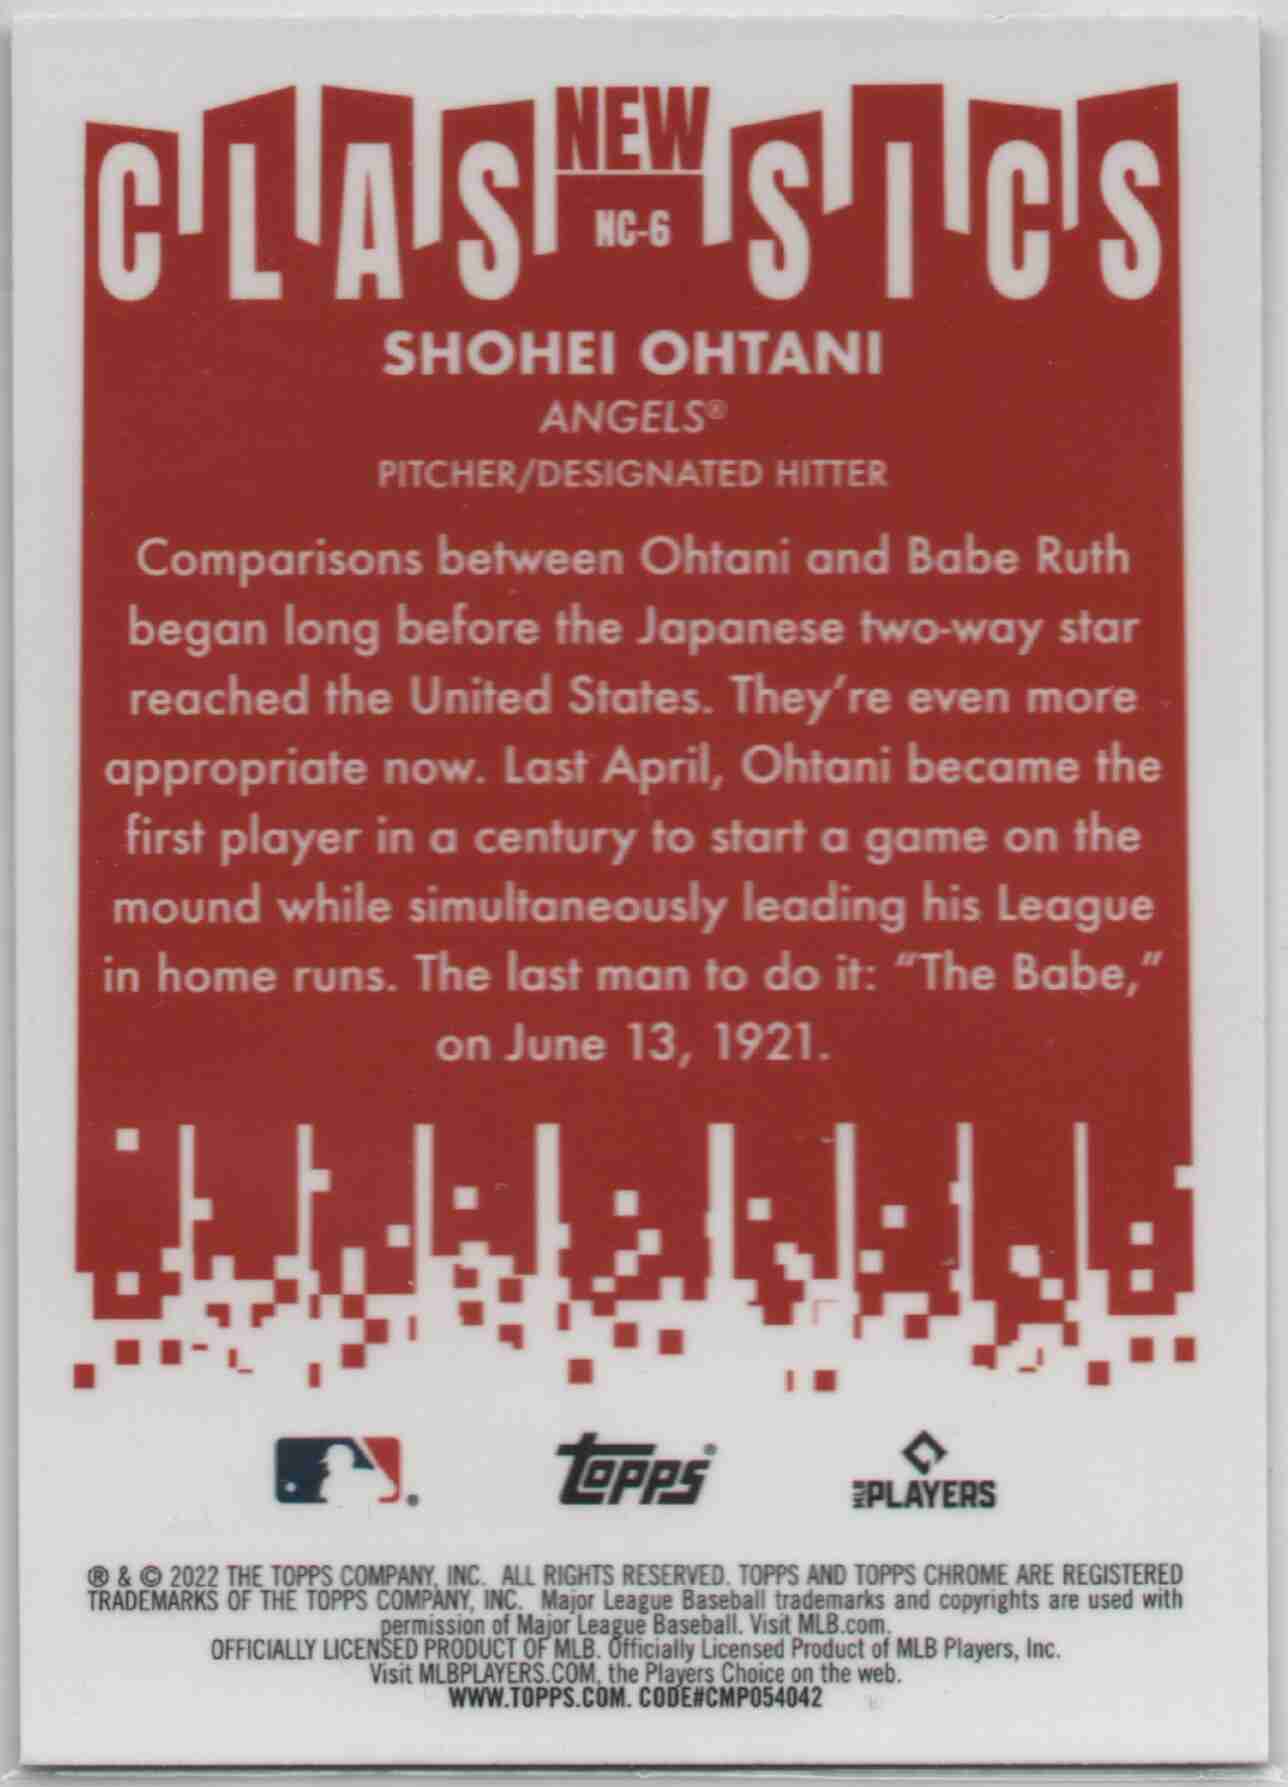 NEW
CLASSICS
NC-6
SHOHEI OHTANI
ANGELS®
PITCHER/DESIGNATED HITTER
Comparisons between Ohtani and Babe Ruth
began long before the Japanese two-way star
reached the United States. They're even more
appropriate now. Last April, Ohtani became the
first player in a century to start a game on the
mound while simultaneously leading his League
in home runs. The last man to do it: “The Babe,”
on June 13, 1921.
Topps®
MLB PLAYERS
® & © 2022 THE TOPPS COMPANY, INC. ALL RIGHTS RESERVED. TOPPS AND TOPPS CHROME ARE REGISTERED
TRADEMARKS OF THE TOPPS COMPANY, INC. Major League Baseball trademarks and copyrights are used with
permission of Major League Baseball. Visit MLB.com.
OFFICIALLY LICENSED PRODUCT OF MLB. Officially Licensed Product of MLB Players, Inc.
Visit MLBPLAYERS.COM, the Players Choice on the web.
WWW.TOPPS.COM. CODE#CMP054042